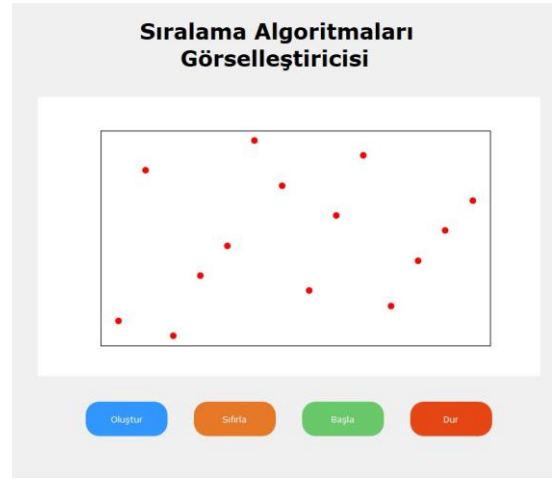 Sıralama Algoritmaları
Görselleştiricisi
Oluştur
Sıfırla
Başla
Dur